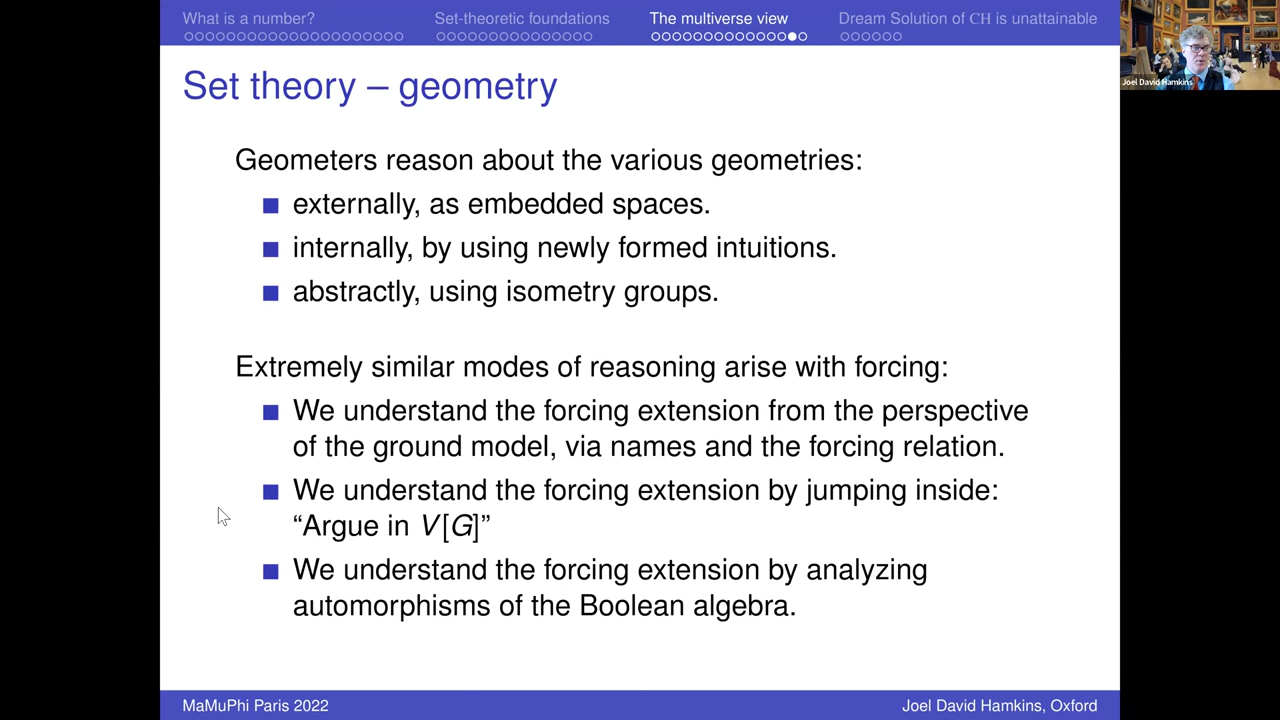 What is a number? Set-theoretic foundations The multiverse view Dream Solution of CH is unattainable
Joel David Hamkins
Set theory – geometry
Geometers reason about the various geometries:
externally, as embedded spaces.
internally, by using newly formed intuitions.
abstractly, using isometry groups.
Extremely similar modes of reasoning arise with forcing:
We understand the forcing extension from the perspective
of the ground model, via names and the forcing relation.
We understand the forcing extension by jumping inside:
“Argue in V[G]”
We understand the forcing extension by analyzing
automorphisms of the Boolean algebra.
MaMuPhi Paris 2022 Joel David Hamkins, Oxford